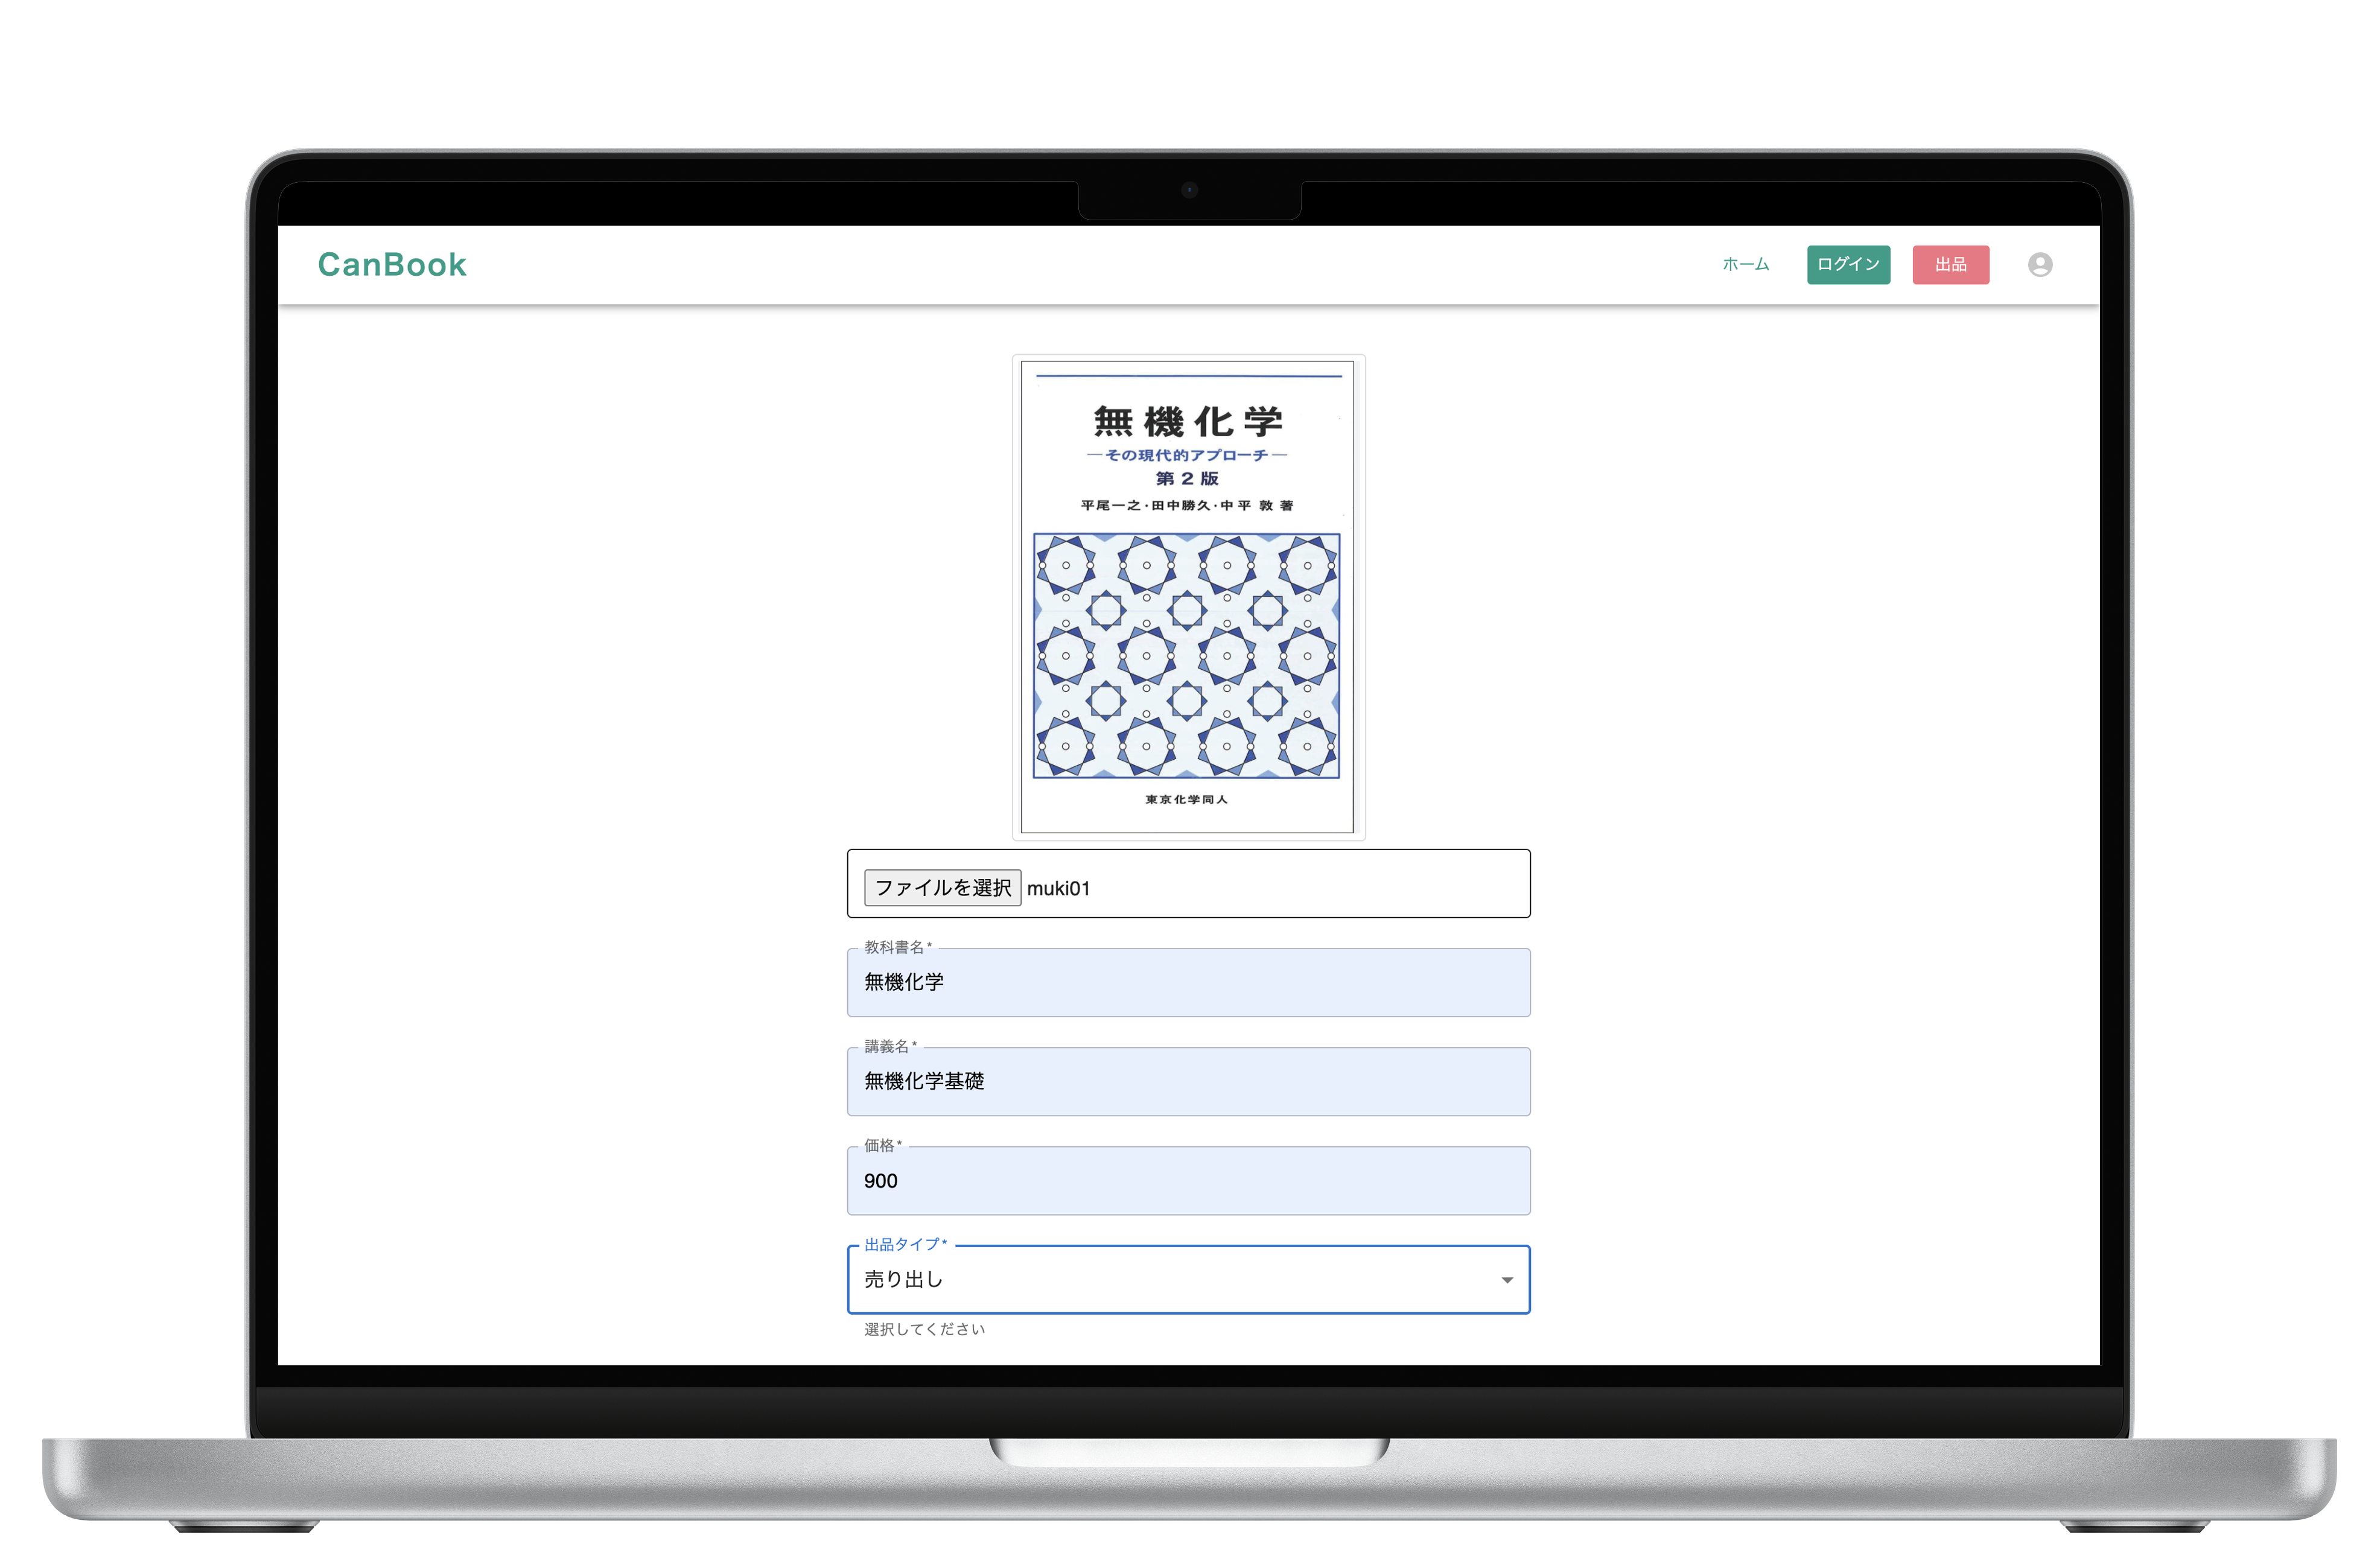 CanBook
ホーム ログイン 出品
無機化学
―その現代的アプローチ―
第2版
平尾一之・田中勝久・中平 敦 著
東京化学同人
ファイルを選択 muki01
教科書名*
無機化学
講義名*
無機化学基礎
価格*
900
出品タイプ*
売り出し
選択してください